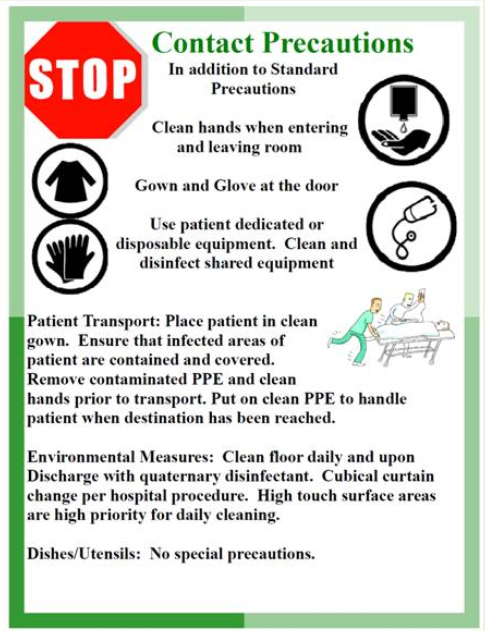 STOP
Contact Precautions
In addition to Standard
Precautions
Clean hands when entering
and leaving room
Gown and Glove at the door
Use patient dedicated or
disposable equipment.  Clean and
disinfect shared equipment
Patient Transport: Place patient in clean
gown.  Ensure that infected areas of
patient are contained and covered.
Remove contaminated PPE and clean
hands prior to transport. Put on clean PPE to handle
patient when destination has been reached.
Environmental Measures:  Clean floor daily and upon
Discharge with quaternary disinfectant.  Cubical curtain
change per hospital procedure.  High touch surface areas
are high priority for daily cleaning.
Dishes/Utensils:  No special precautions.